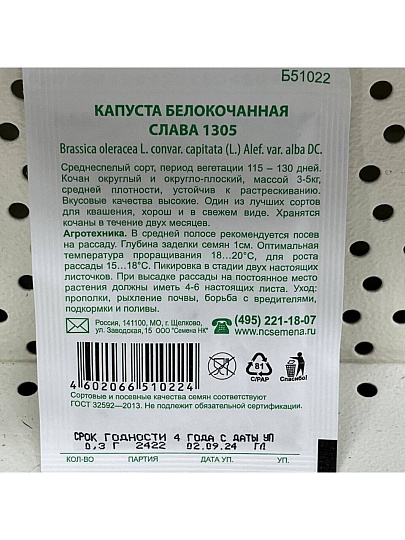 Б51022
КАПУСТА БЕЛОКОЧАННАЯ
СЛАВА 1305
Brassica oleracea L. convar. capitata (L.) Alef. var. alba DC.
Среднеспелый сорт, период вегетации 115 – 130 дней.
Кочан округлый и округло-плоский, массой 3-5кг,
средней плотности, устойчив к растрескиванию.
Вкусовые качества высокие. Один из лучших сортов
для квашения, хорош и в свежем виде. Хранятся
кочаны в течение двух месяцев.
Агротехника. В средней полосе рекомендуется посев
на рассаду. Глубина заделки семян 1см. Оптимальная
температура проращивания 18...20°С, для роста
рассады 15...18°С. Пикировка в стадии двух настоящих
листочков. При высадке рассады на постоянное место
растения должны иметь 4-6 настоящих листа. Уход:
прополки, рыхление почвы, борьба с вредителями,
подкормки и поливы.
Россия, 141100, МО, г. Щелково,
ул. Заводская, 15 ООО "Семена НК"
(495) 221-18-07
www.ncsemena.ru
4 602066 510224
81
C/PAP
Спасибо!
Сортовые и посевные качества семян соответствуют
ГОСТ 32592—2013. Не подлежит обязательной сертификации.
СРОК ГОДНОСТИ 4 ГОДА С ДАТЫ УП
0,3 Г 2422 02.09.24 ГЛ
КОЛ-ВО ПАРТИЯ ДАТА УП. УП.